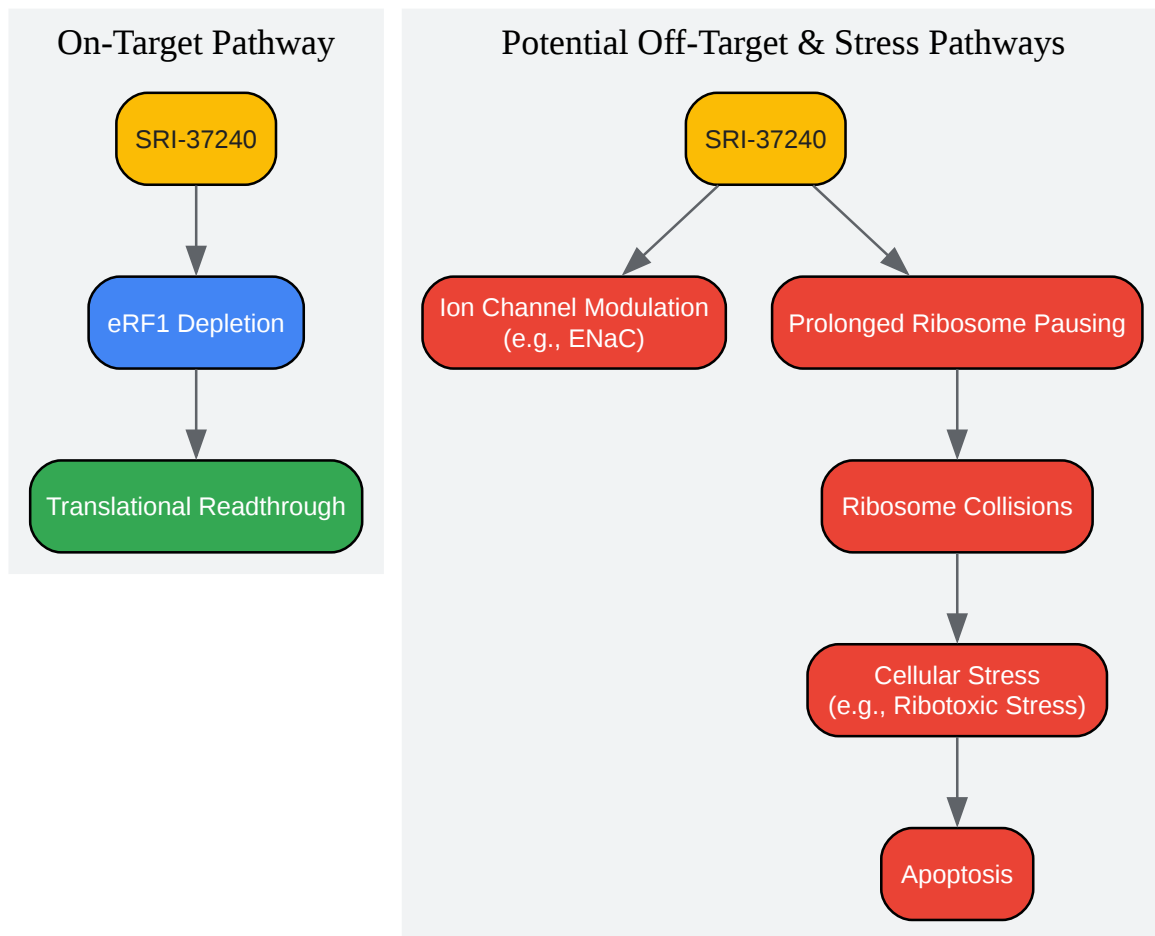 On-Target Pathway
SRI-37240
eRF1 Depletion
Translational Readthrough
Potential Off-Target & Stress Pathways
SRI-37240
Ion Channel Modulation
(e.g., ENaC)
Prolonged Ribosome Pausing
Ribosome Collisions
Cellular Stress
(e.g., Ribotoxic Stress)
Apoptosis